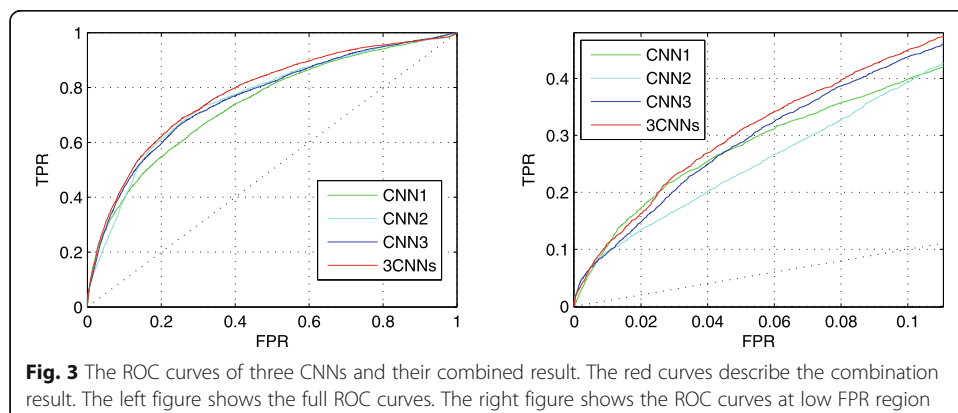 1
0.8
0.6
0.4
0.2
0
0 0.2 0.4 0.6 0.8 1
TPR
FPR
CNN1
CNN2
CNN3
3CNNs
0.4
0.3
0.2
0.1
0
0 0.02 0.04 0.06 0.08 0.1
TPR
FPR
CNN1
CNN2
CNN3
3CNNs
Fig. 3 The ROC curves of three CNNs and their combined result. The red curves describe the combination
result. The left figure shows the full ROC curves. The right figure shows the ROC curves at low FPR region